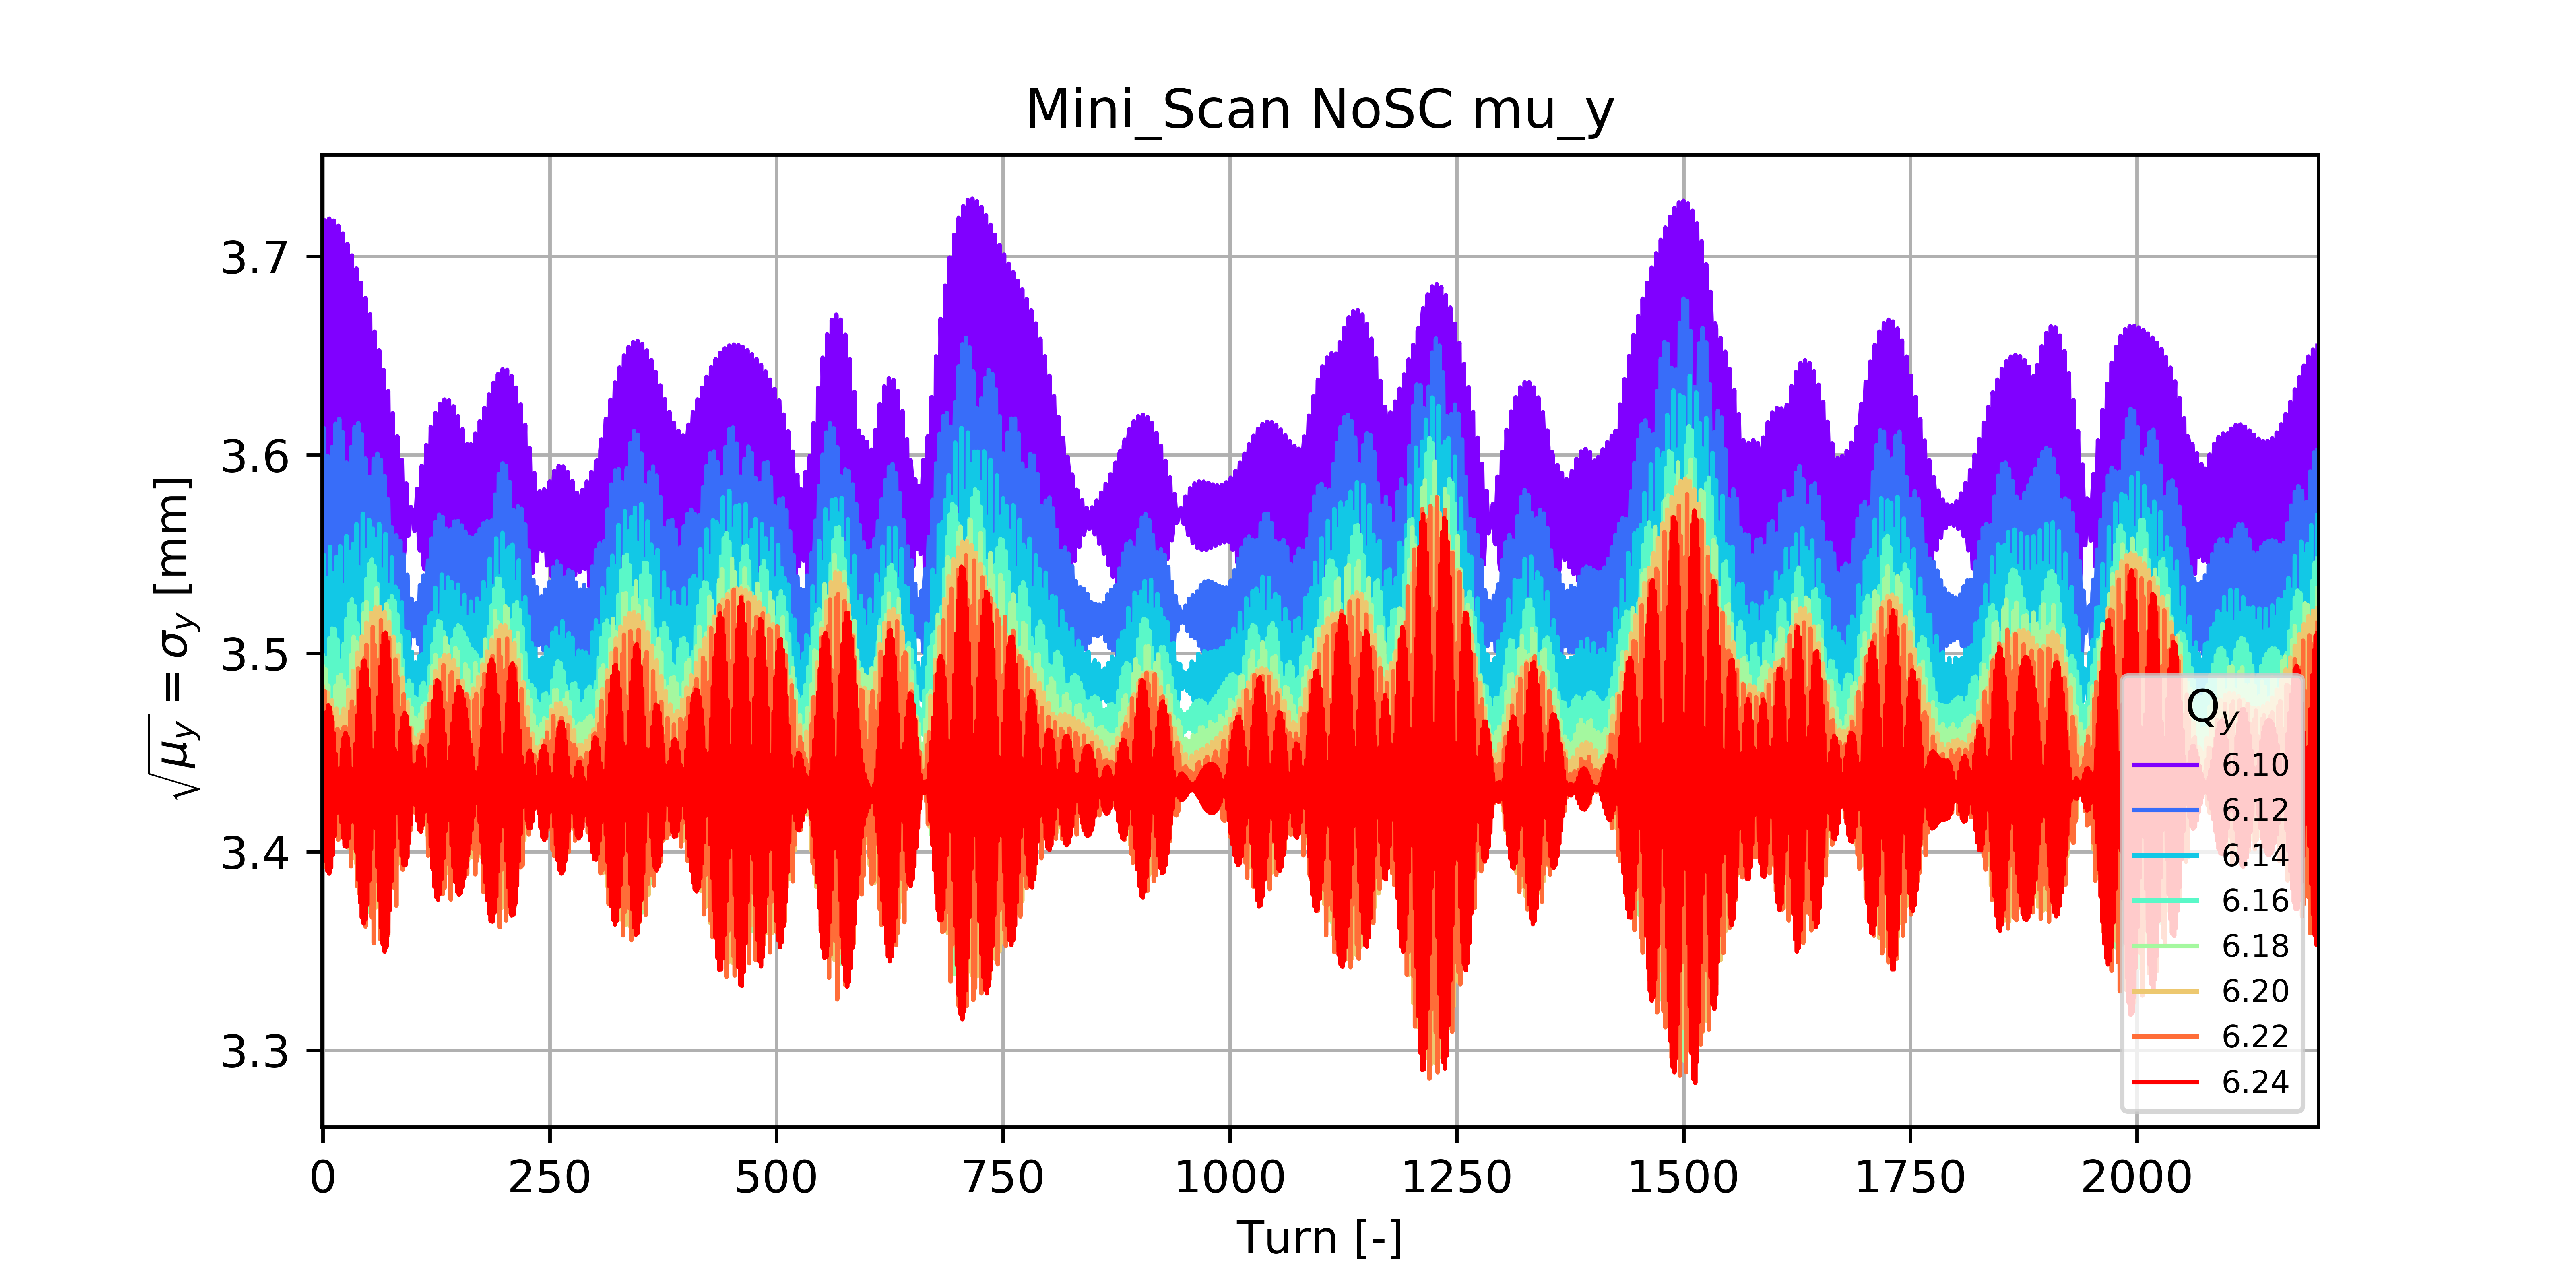 Mini_Scan NoSC mu_y
√μy = σy [mm]
3.7
3.6
3.5
3.4
3.3
0 250 500 750 1000 1250 1500 1750 2000
Turn [-]
Qy
6.10
6.12
6.14
6.16
6.18
6.20
6.22
6.24